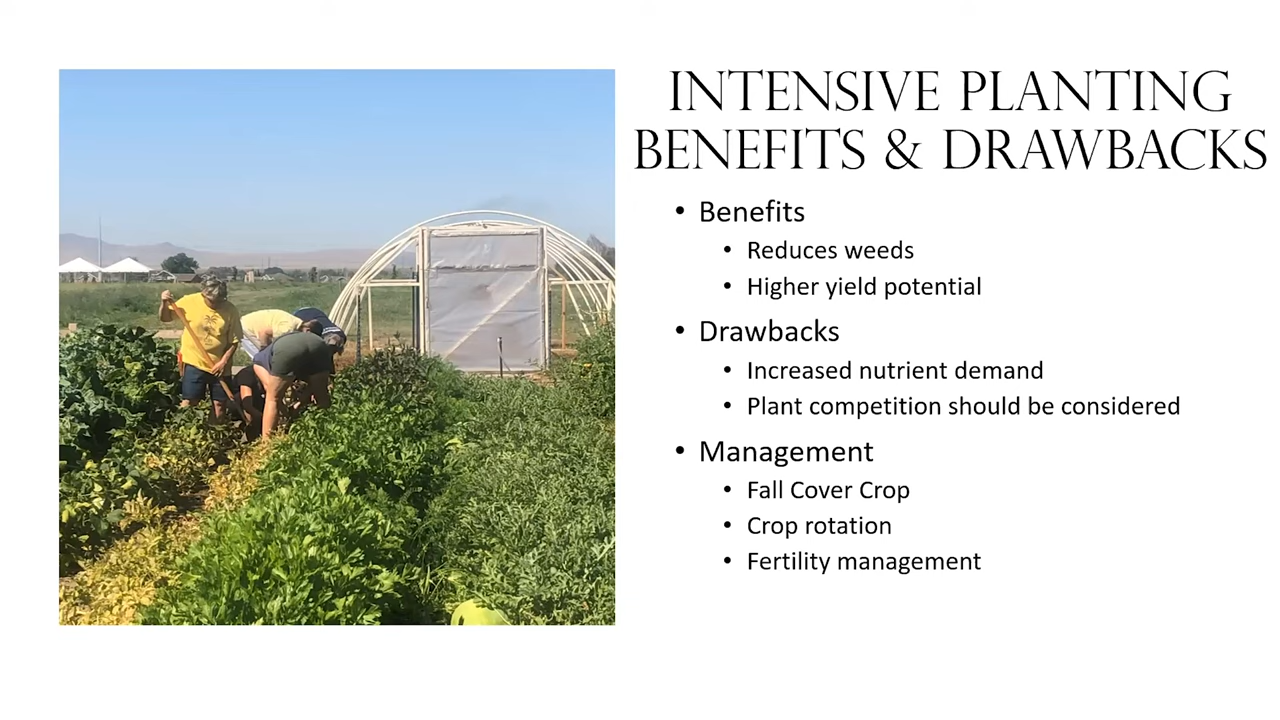 INTENSIVE PLANTING
BENEFITS & DRAWBACKS
• Benefits
• Reduces weeds
• Higher yield potential
• Drawbacks
• Increased nutrient demand
• Plant competition should be considered
• Management
• Fall Cover Crop
• Crop rotation
• Fertility management